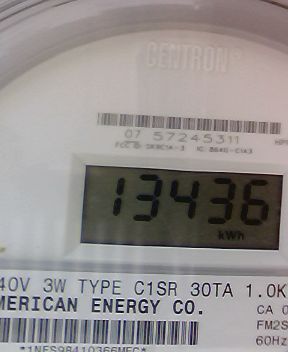 CENTRON®
07 57245311
13436
kWh
40V 3W TYPE C1SR 30TA 1.0K
MERICAN ENERGY CO.
CA 0
FM2S
60Hz